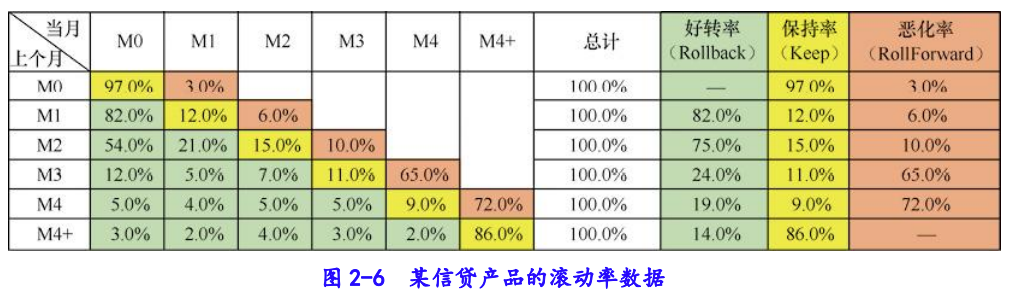 当月 M0 M1 M2 M3 M4 M4+ 总计 好转率 保持率 恶化率
上个月 (Rollback) (Keep) (RollForward)
M0 97.0% 3.0% 100.0% — 97.0% 3.0%
M1 82.0% 12.0% 6.0% 100.0% 82.0% 12.0% 6.0%
M2 54.0% 21.0% 15.0% 10.0% 100.0% 75.0% 15.0% 10.0%
M3 12.0% 5.0% 7.0% 11.0% 65.0% 100.0% 24.0% 11.0% 65.0%
M4 5.0% 4.0% 5.0% 5.0% 9.0% 72.0% 100.0% 19.0% 9.0% 72.0%
M4+ 3.0% 2.0% 4.0% 3.0% 2.0% 86.0% 100.0% 14.0% 86.0% —
图 2-6 某信贷产品的滚动率数据